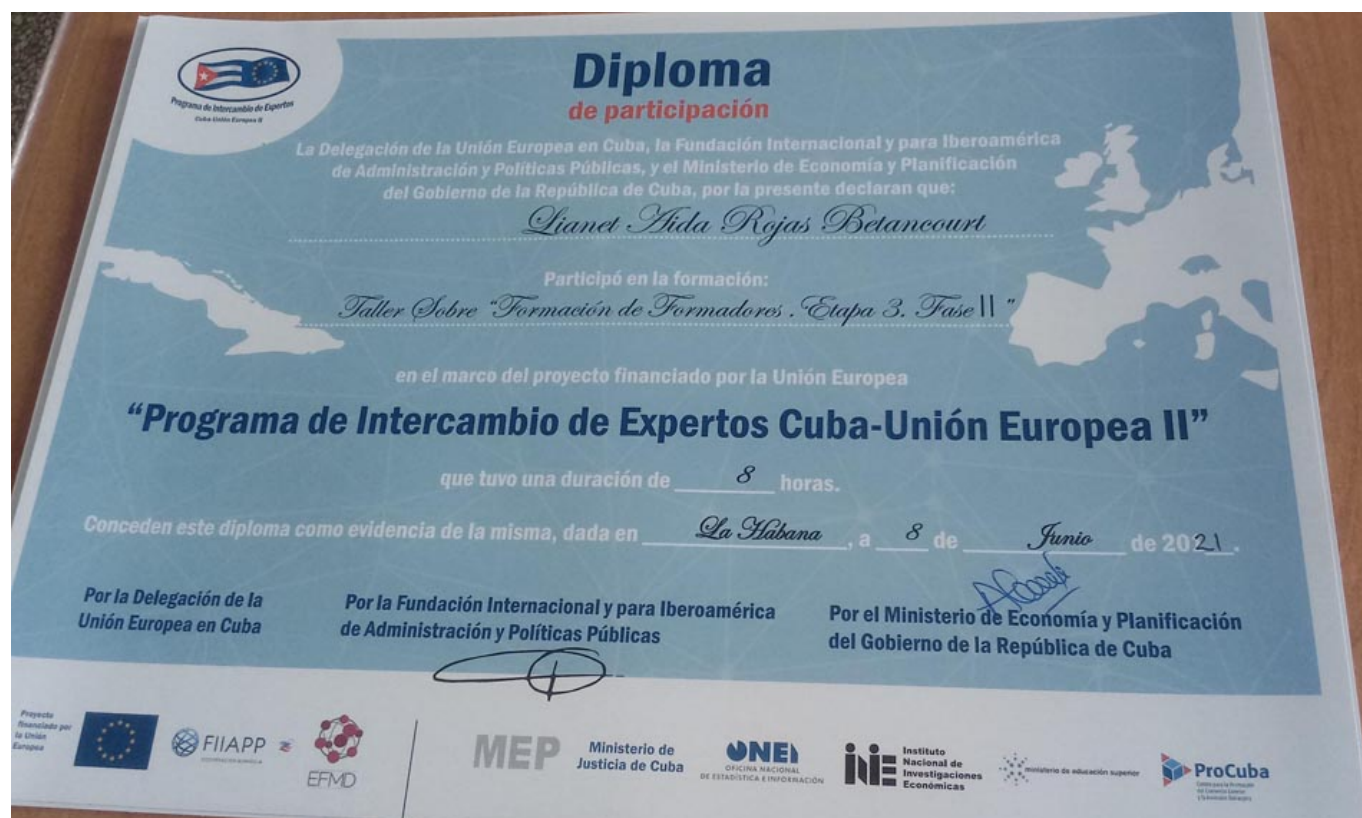 Programa de Intercambio de Expertos
Cuba Unión Europea II
Diploma
de participación
La Delegación de la Unión Europea en Cuba, la Fundación Internacional y para Iberoamérica
de Administración y Políticas Públicas, y el Ministerio de Economía y Planificación
del Gobierno de la República de Cuba, por la presente declaran que:
Lianet Aida Rojas Betancourt
Participó en la formación:
Taller Sobre "Formación de Formadores. Etapa 3. Fase II "
en el marco del proyecto financiado por la Unión Europea
“Programa de Intercambio de Expertos Cuba-Unión Europea II”
que tuvo una duración de 8 horas.
Conceden este diploma como evidencia de la misma, dada en La Habana, a 8 de Junio de 2021.
Por la Delegación de la
Unión Europea en Cuba
Por la Fundación Internacional y para Iberoamérica
de Administración y Políticas Públicas
Por el Ministerio de Economía y Planificación
del Gobierno de la República de Cuba
Proyecto
financiado por
la Unión
Europea
FIIAPP
COOPERACIÓN ESPAÑOLA
EFMD
MEP
Ministerio de
Justicia de Cuba
ONEI
OFICINA NACIONAL
DE ESTADÍSTICA E INFORMACIÓN
INIE
Instituto
Nacional de
Investigaciones
Económicas
ministerio de educación superior
ProCuba